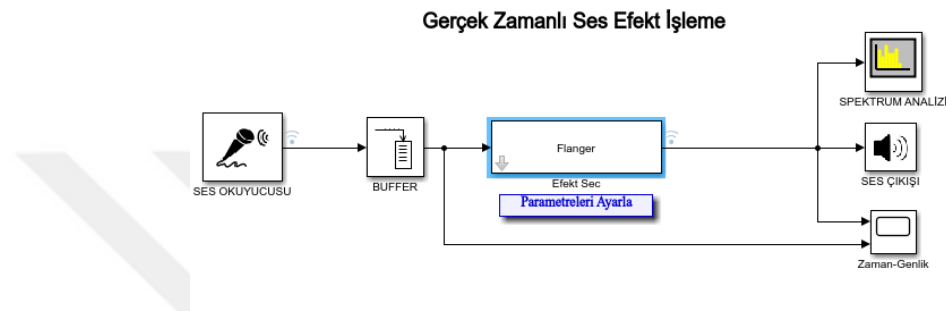 Gerçek Zamanlı Ses Efekt İşleme
SPEKTRUM ANALİZİ
SES OKUYUCUSU
BUFFER
Flanger
Efekt Sec
Parametreleri Ayarla
SES ÇIKIŞI
Zaman-Genlik